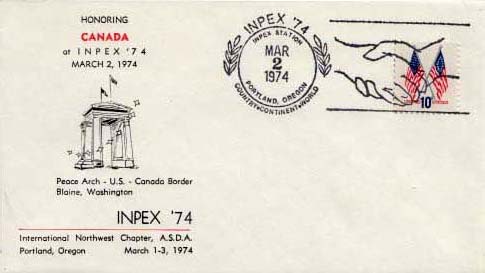 HONORING
CANADA
at INPEX '74
MARCH 2, 1974
Peace Arch - U.S. - Canada Border
Blaine, Washington
INPEX '74
International Northwest Chapter, A.S.D.A.
Portland, Oregon March 1-3, 1974
INPEX '74
INPEX STATION
MAR
2
1974
PORTLAND, OREGON
COUNTRY•CONTINENT•WORLD
10c